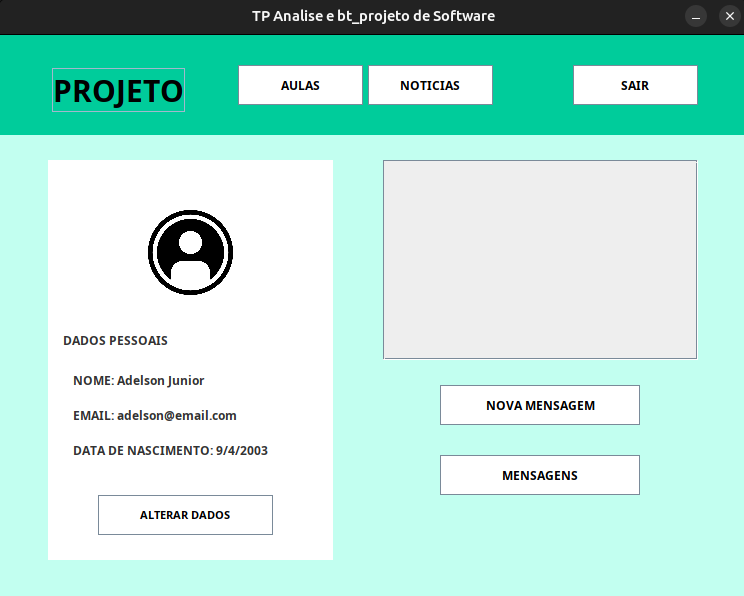 TP Analise e bt_projeto de Software
PROJETO
AULAS
NOTICIAS
SAIR
DADOS PESSOAIS
NOME: Adelson Junior
EMAIL: adelson@email.com
DATA DE NASCIMENTO: 9/4/2003
ALTERAR DADOS
NOVA MENSAGEM
MENSAGENS